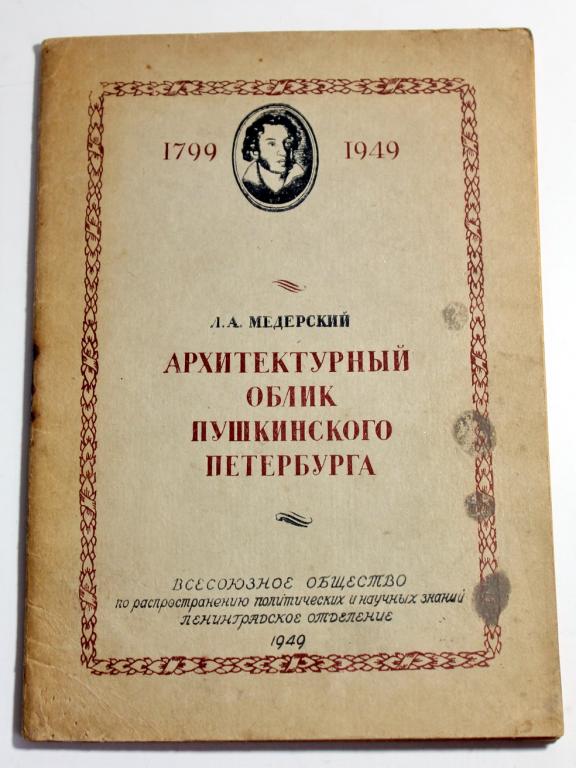 1799 1949
Л. А. МЕДЕРСКИЙ
АРХИТЕКТУРНЫЙ
ОБЛИК
ПУШКИНСКОГО
ПЕТЕРБУРГА
ВСЕСОЮЗНОЕ ОБЩЕСТВО
по распространению политических и научных знаний
ЛЕНИНГРАДСКОЕ ОТДЕЛЕНИЕ
1949